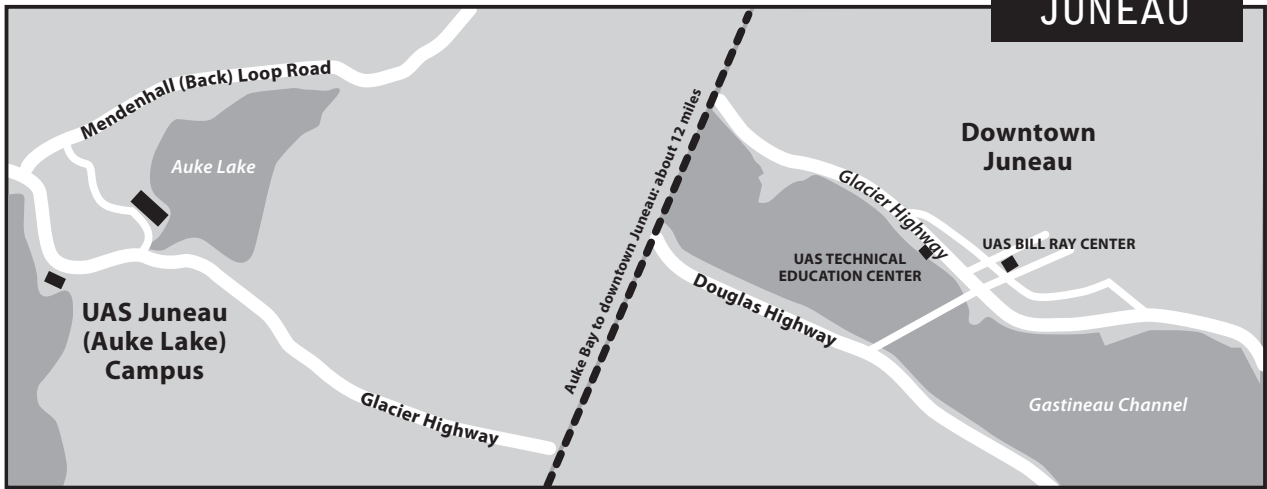 JUNEAU
Mendenhall (Back) Loop Road
Auke Lake
UAS Juneau
(Auke Lake)
Campus
Glacier Highway
Auke Bay to downtown Juneau: about 12 miles
Downtown
Juneau
Glacier Highway
UAS BILL RAY CENTER
UAS TECHNICAL
EDUCATION CENTER
Douglas Highway
Gastineau Channel